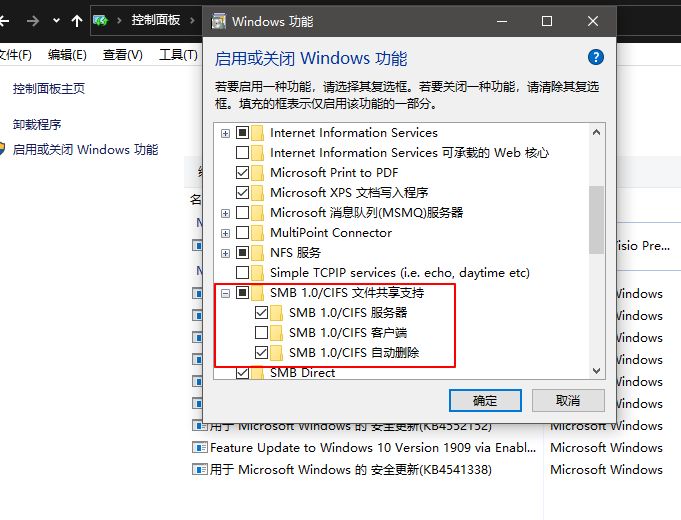 控制面板
Windows 功能
文件(F) 编辑(E) 查看(V) 工具(T)
启用或关闭 Windows 功能
控制面板主页
若要启用一种功能，请选择其复选框。若要关闭一种功能，请清除其复选
框。填充的框表示仅启用该功能的一部分。
卸载程序
启用或关闭 Windows 功能
Internet Information Services
Internet Information Services 可承载的 Web 核心
Microsoft Print to PDF
Microsoft XPS 文档写入程序
Microsoft 消息队列(MSMQ)服务器
MultiPoint Connector
NFS 服务
isio Pre...
Simple TCPIP services (i.e. echo, daytime etc)
SMB 1.0/CIFS 文件共享支持
Windows
SMB 1.0/CIFS 服务器
Windows
SMB 1.0/CIFS 客户端
Windows
SMB 1.0/CIFS 自动删除
Windows
SMB Direct
Windows
确定
取消
Windows
用于 Microsoft Windows 的 安全更新(KB4552152)
Microsoft Windows
Feature Update to Windows 10 Version 1909 via Enabl...
Microsoft Windows
用于 Microsoft Windows 的 安全更新(KB4541338)
Microsoft Windows